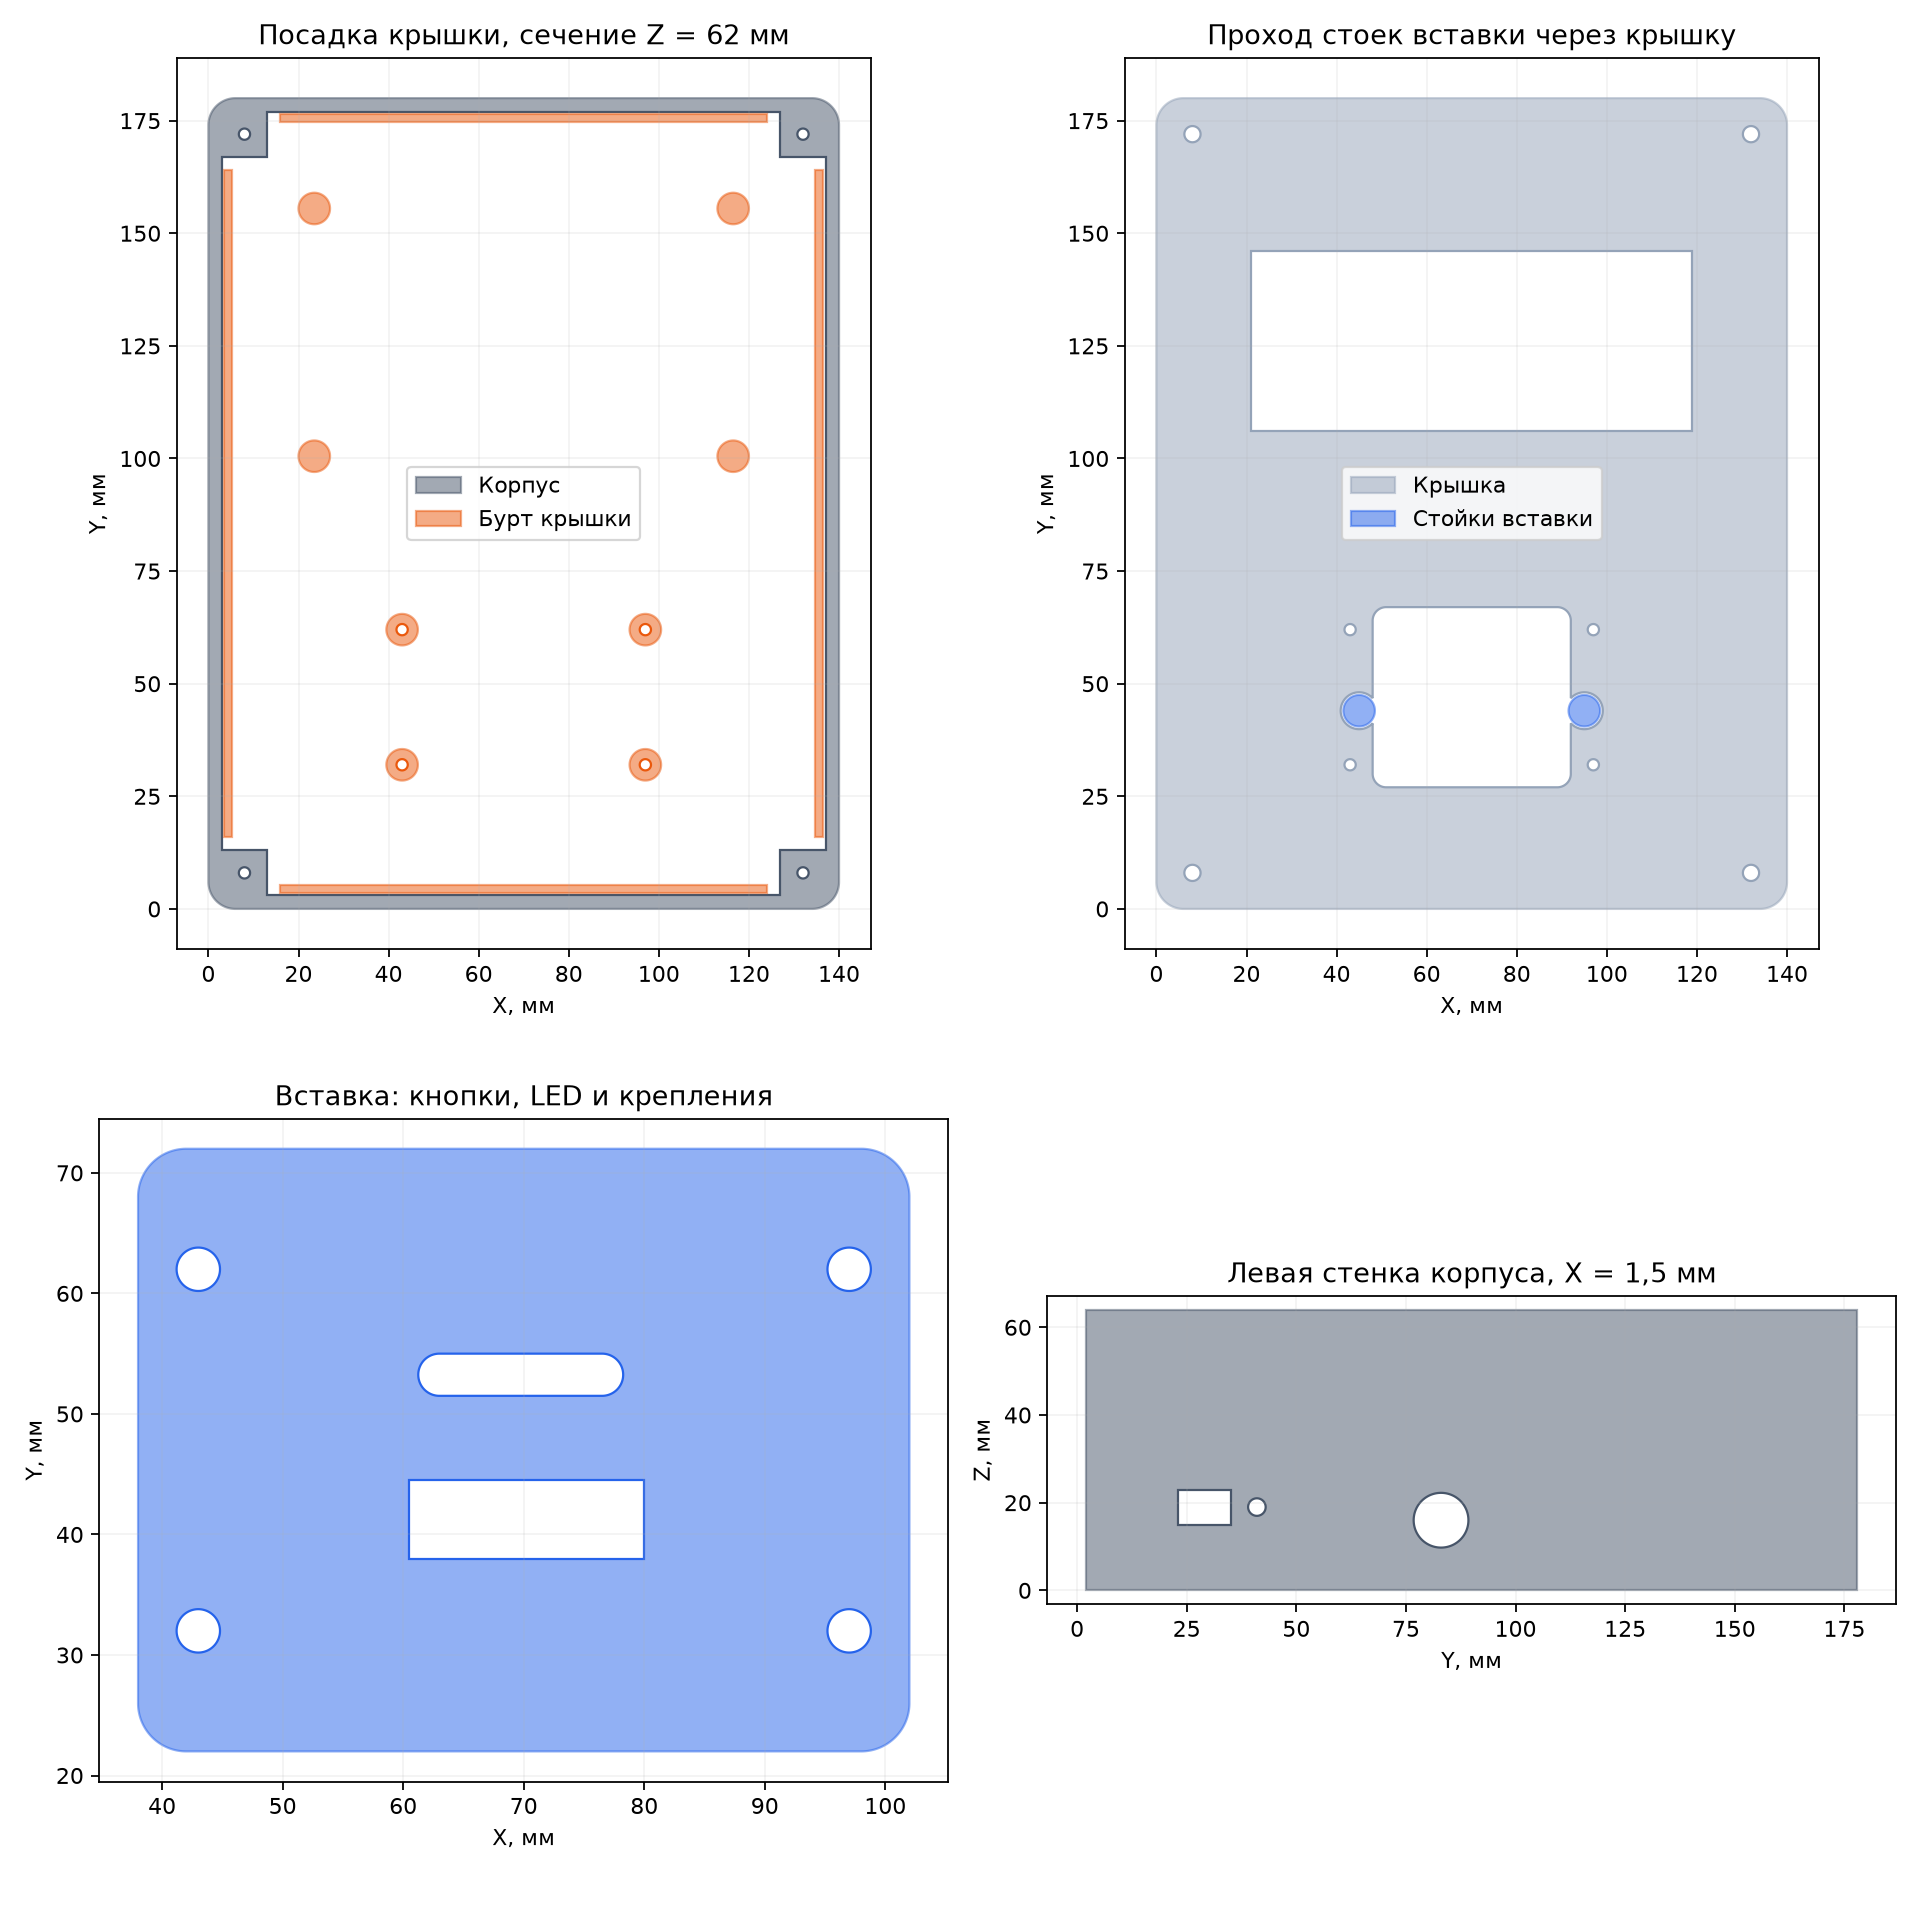 Посадка крышки, сечение Z = 62 мм
175
150
125
100
75
50
25
0
Y, мм
Корпус
Бурт крышки
0 20 40 60 80 100 120 140
X, мм
Проход стоек вставки через крышку
175
150
125
100
75
50
25
0
Y, мм
Крышка
Стойки вставки
0 20 40 60 80 100 120 140
X, мм
Вставка: кнопки, LED и крепления
70
60
50
40
30
20
Y, мм
40 50 60 70 80 90 100
X, мм
Левая стенка корпуса, X = 1,5 мм
60
40
20
0
Z, мм
0 25 50 75 100 125 150 175
Y, мм